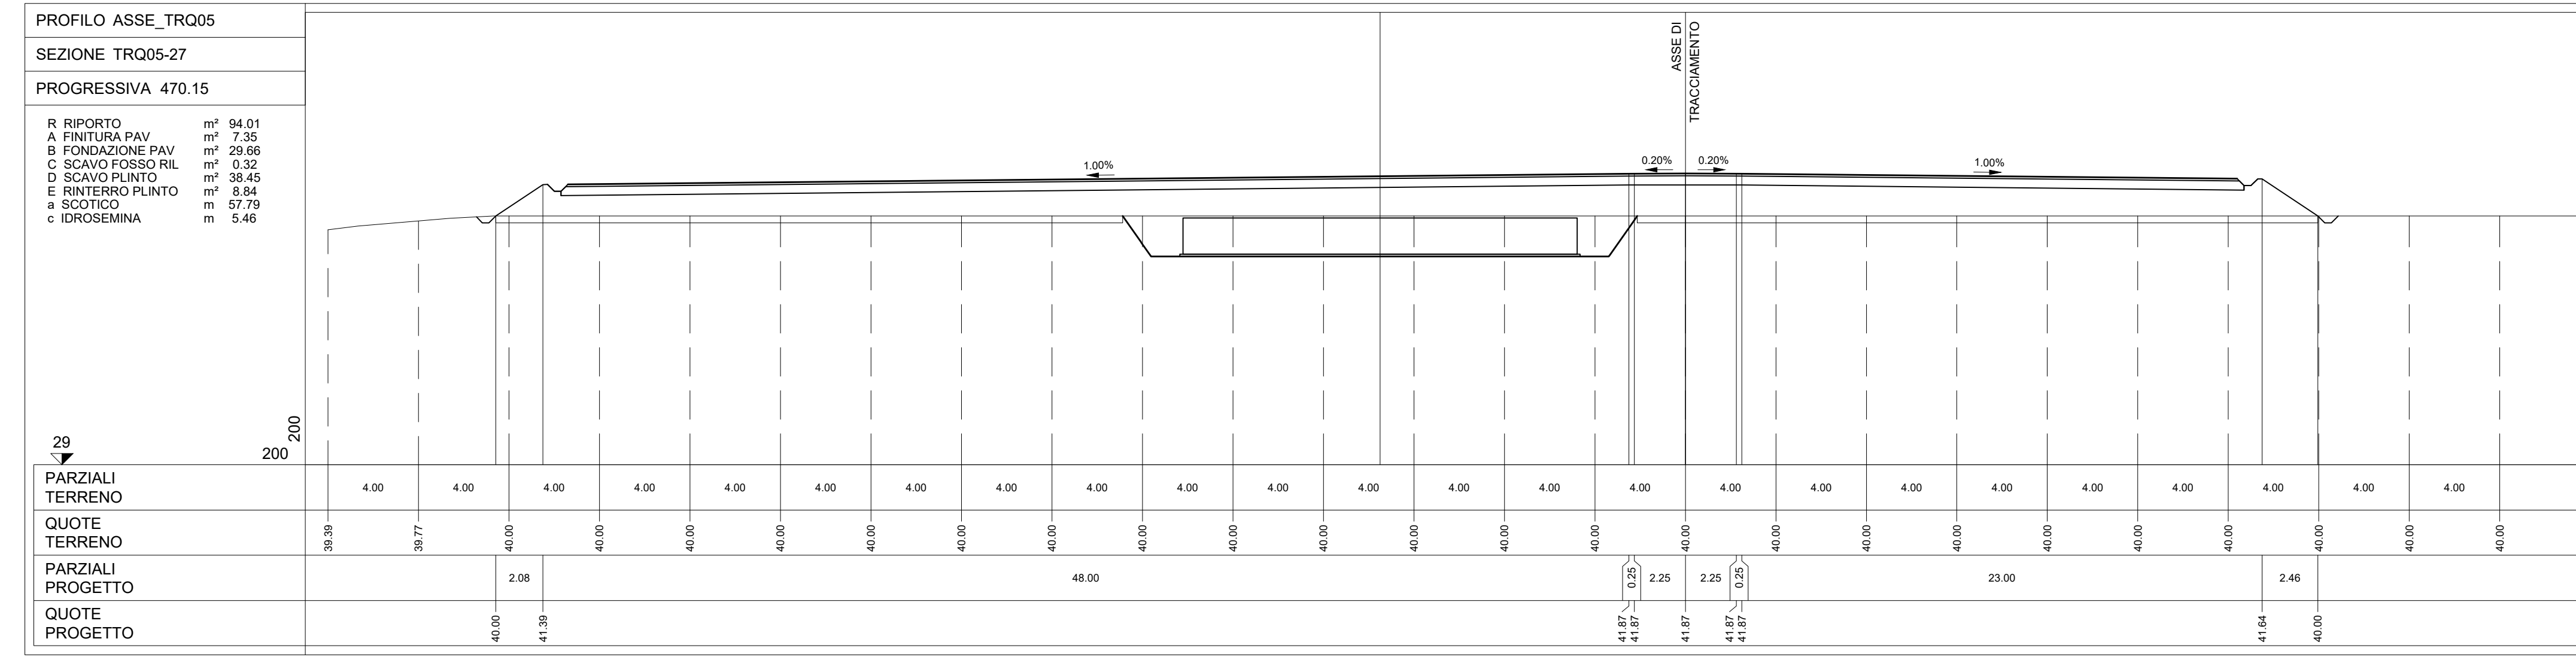 PROFILO ASSE_TRQ05
SEZIONE TRQ05-27
PROGRESSIVA 470.15
R RIPORTO m² 94.01
A FINITURA PAV m² 7.35
B FONDAZIONE PAV m² 29.66
C SCAVO FOSSO RIL m² 0.32
D SCAVO PLINTO m² 38.45
E RINTERRO PLINTO m² 8.84
a SCOTICO m 57.79
c IDROSEMINA m 5.46
ASSE DI
TRACCIAMENTO
1.00% 0.20% 0.20% 1.00%
200
29 200
PARZIALI
TERRENO
4.00 4.00 4.00 4.00 4.00 4.00 4.00 4.00 4.00 4.00 4.00 4.00 4.00 4.00 4.00 4.00 4.00 4.00 4.00 4.00 4.00 4.00 4.00 4.00
QUOTE
TERRENO
39.39 39.77 40.00 40.00 40.00 40.00 40.00 40.00 40.00 40.00 40.00 40.00 40.00 40.00 40.00 40.00 40.00 40.00 40.00 40.00 40.00 40.00 40.00 40.00 40.00
PARZIALI
PROGETTO
2.08 48.00 0.25 2.25 2.25 0.25 23.00 2.46
QUOTE
PROGETTO
40.00 41.39 41.87 41.87 41.87 41.87 41.87 41.64 40.00